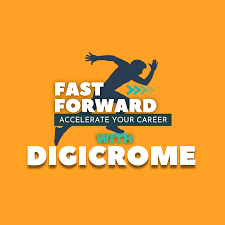 FAST
FORWARD
ACCELERATE YOUR CAREER
WITH
DIGICROME